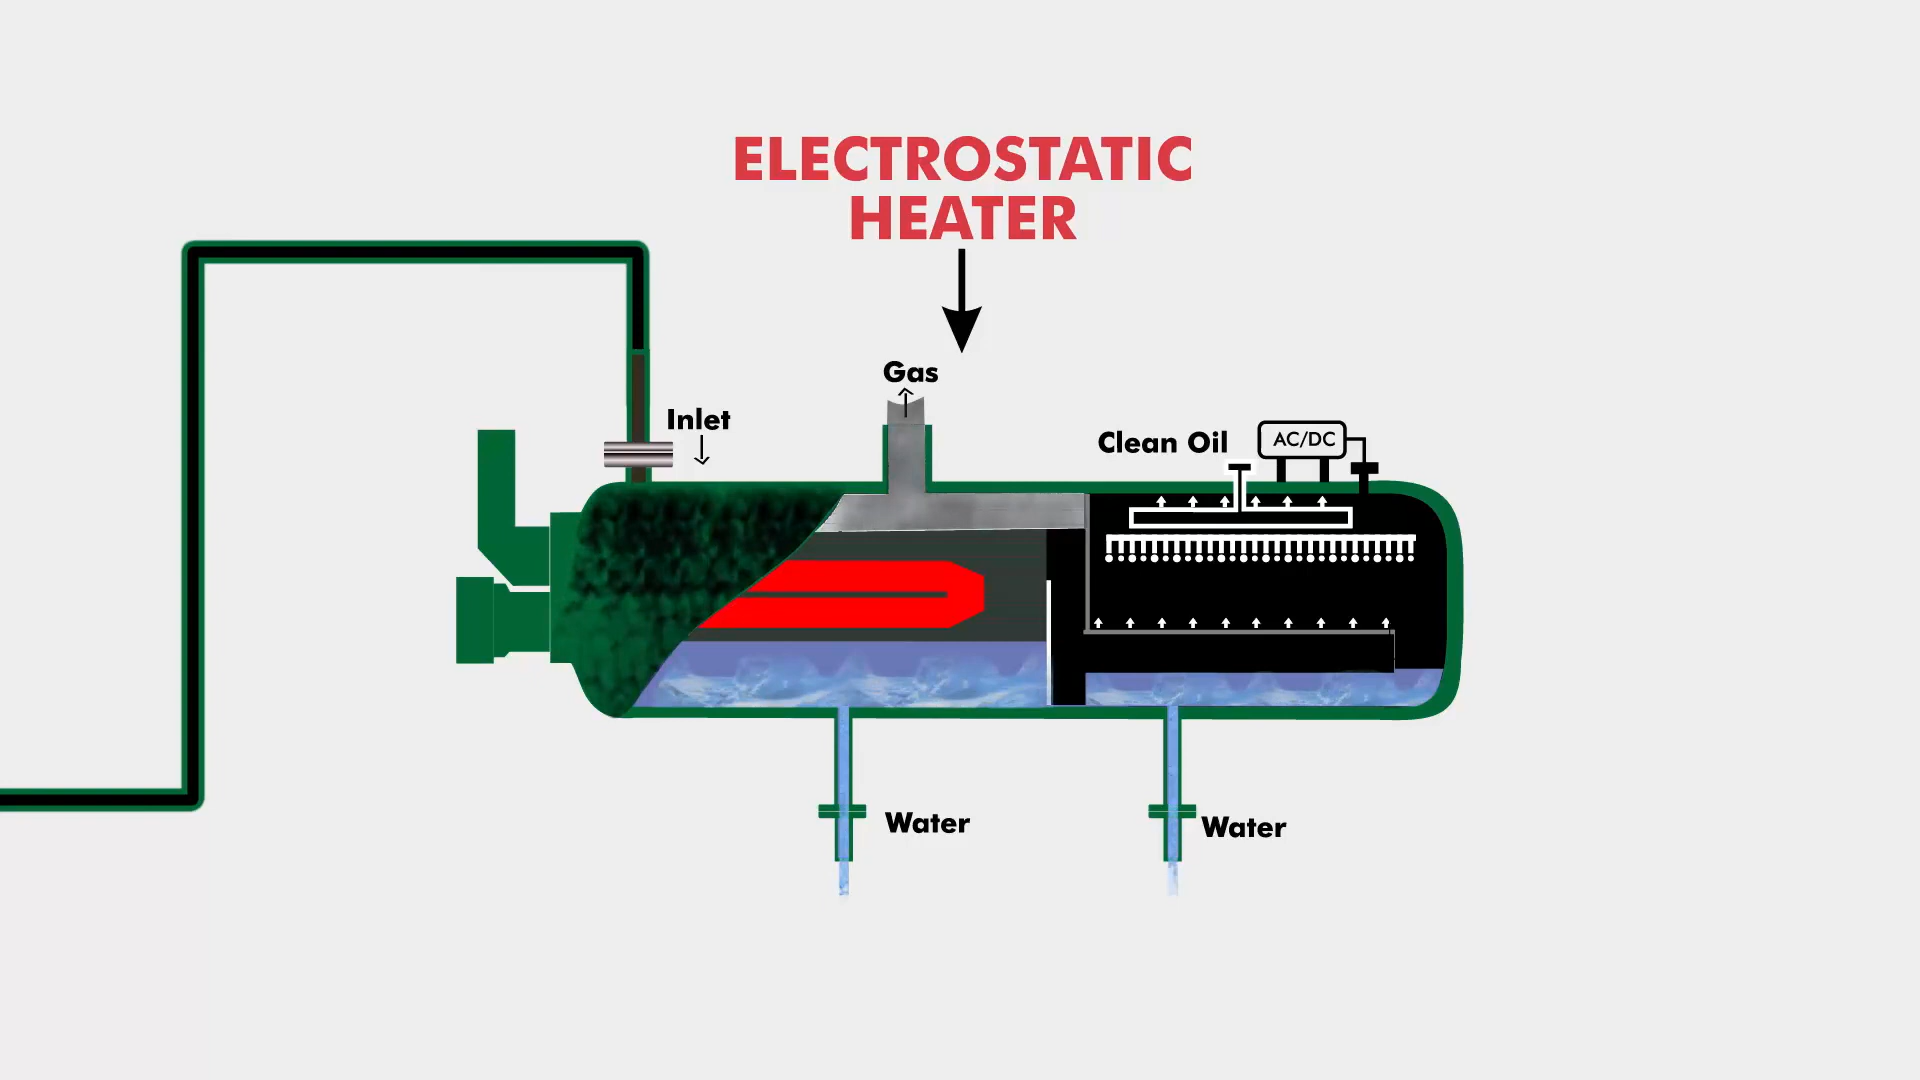 ELECTROSTATIC
HEATER
Gas
Inlet
Clean Oil
AC/DC
Water
Water